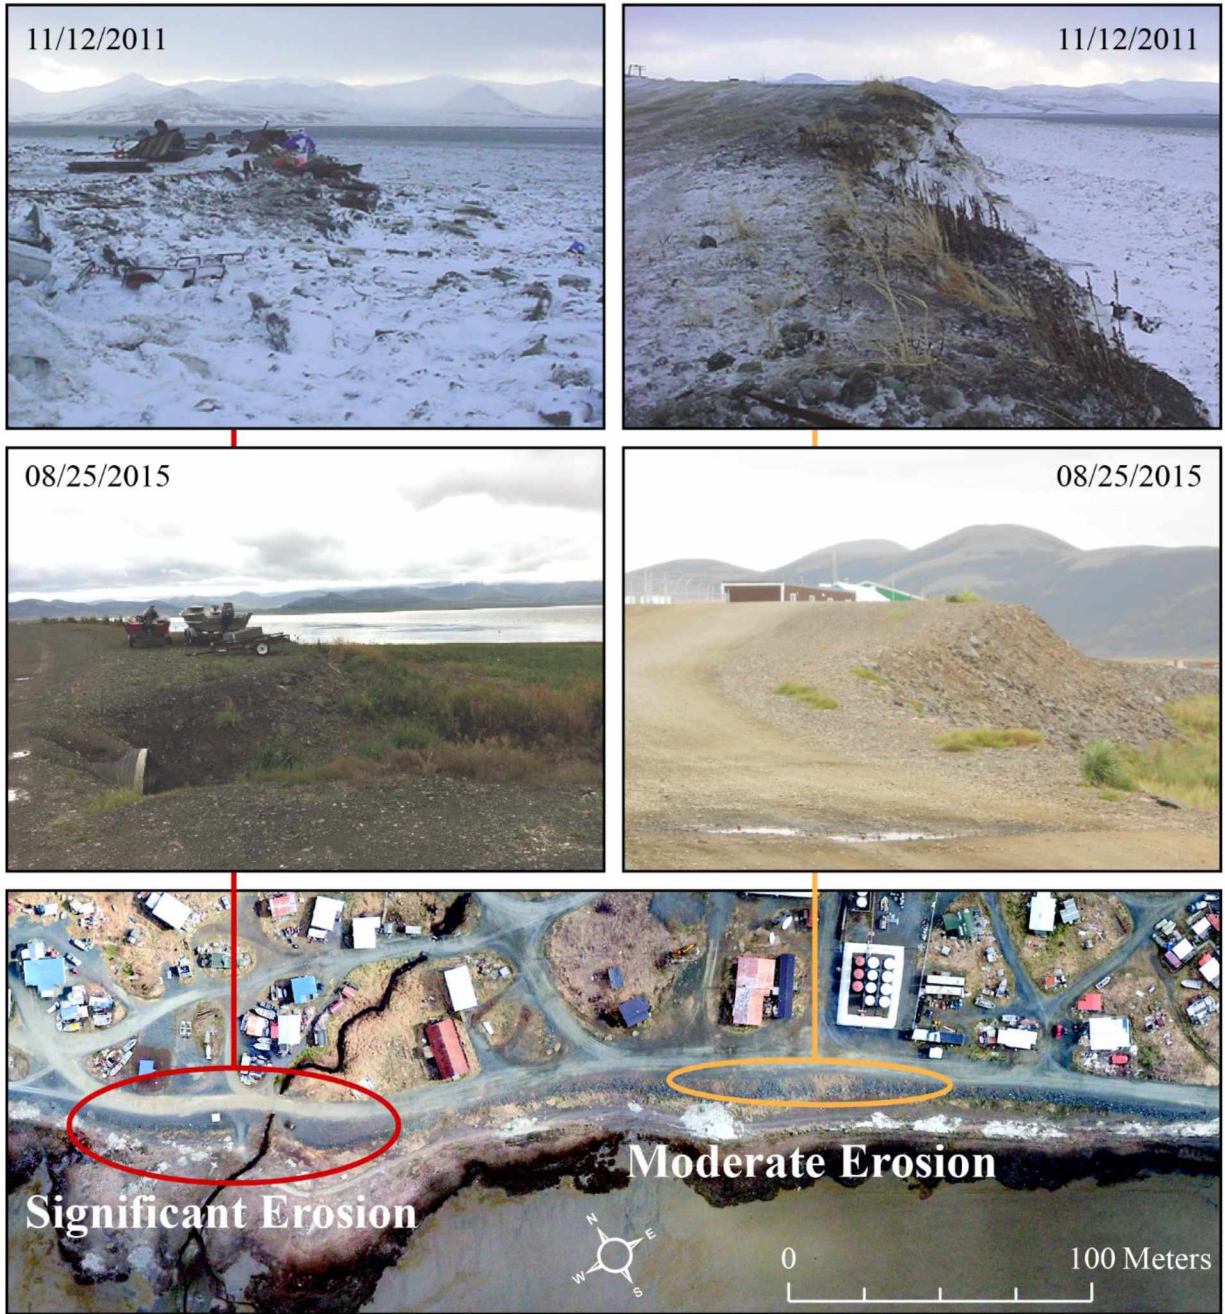 11/12/2011
11/12/2011
08/25/2015
08/25/2015
Moderate Erosion
Significant Erosion
N
E
W
S
0
100 Meters